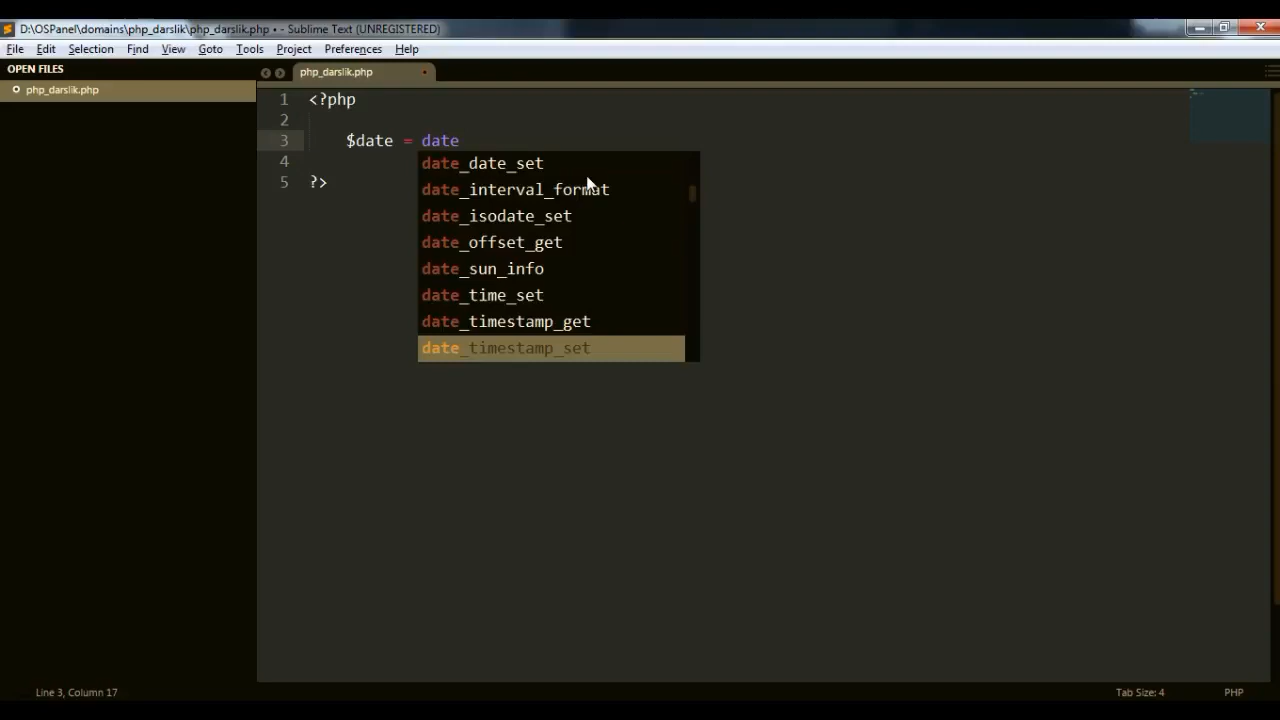 D:\OSPanel\domains\php_darslik\php_darslik.php • - Sublime Text (UNREGISTERED)
File Edit Selection Find View Goto Tools Project Preferences Help
OPEN FILES
php_darslik.php
php_darslik.php
1 <?php
2
3 $date = date
4
5 ?>
date_date_set
date_interval_format
date_isodate_set
date_offset_get
date_sun_info
date_time_set
date_timestamp_get
date_timestamp_set
Line 3, Column 17
Tab Size: 4
PHP